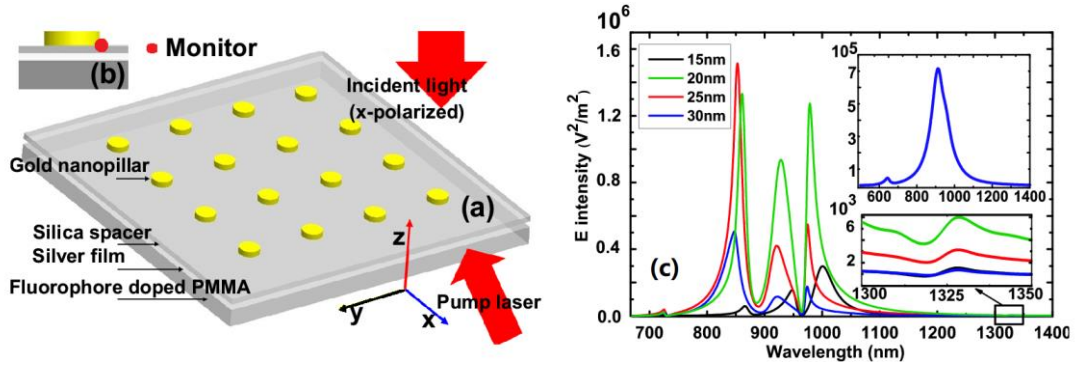 (b)
Monitor
Incident light
(x-polarized)
Gold nanopillar
(a)
Silica spacer
Silver film
Fluorophore doped PMMA
z
y
x
Pump laser
10^6
1.6
1.2
0.8
0.4
0.0
E intensity (V^2/m^2)
15nm
20nm
25nm
30nm
(c)
10^5
7
5
3
1
600 800 1000 1200 1400
10^3
6
2
1300 1325 1350
700 800 900 1000 1100 1200 1300 1400
Wavelength (nm)